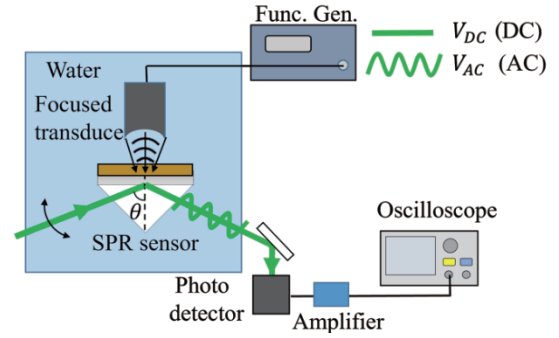 Func. Gen.
V_DC (DC)
V_AC (AC)
Water
Focused
transduce
θ
SPR sensor
Oscilloscope
Photo
detector
Amplifier